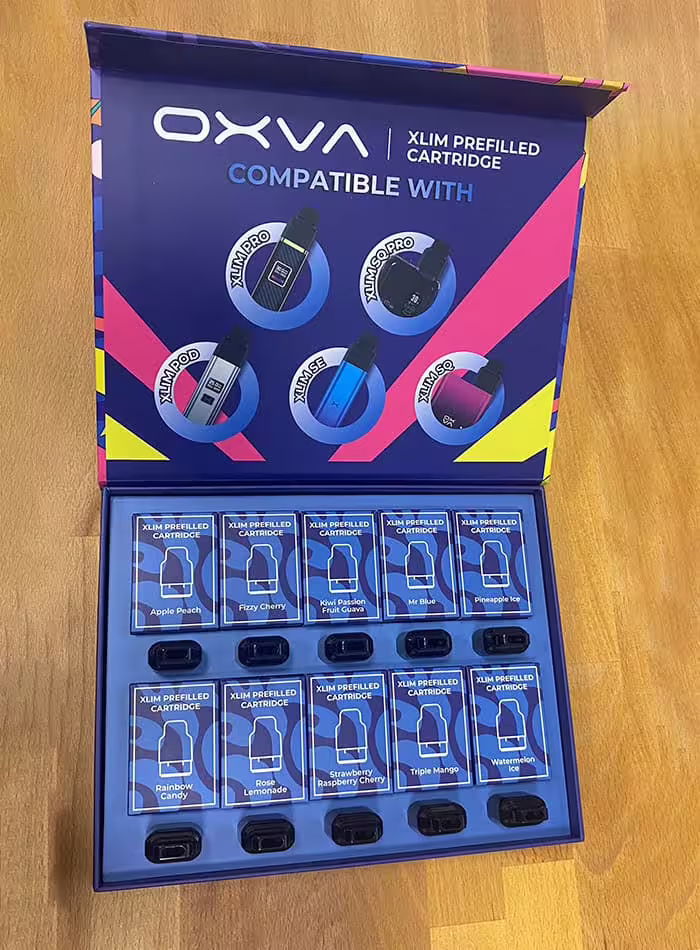 OXVA
XLIM PREFILLED
CARTRIDGE
COMPATIBLE WITH
XLIM PRO
XLIM SQ PRO
XLIM POD
XLIM SE
XLIM SQ
OXVA
XLIM PREFILLED
CARTRIDGE
Apple Peach
XLIM PREFILLED
CARTRIDGE
Fizzy Cherry
XLIM PREFILLED
CARTRIDGE
Kiwi Passion
Fruit Guava
XLIM PREFILLED
CARTRIDGE
Mr Blue
XLIM PREFILLED
CARTRIDGE
Pineapple Ice
XLIM PREFILLED
CARTRIDGE
Rainbow
Candy
XLIM PREFILLED
CARTRIDGE
Rose
Lemonade
XLIM PREFILLED
CARTRIDGE
Strawberry
Raspberry Cherry
XLIM PREFILLED
CARTRIDGE
Triple Mango
XLIM PREFILLED
CARTRIDGE
Watermelon
Ice